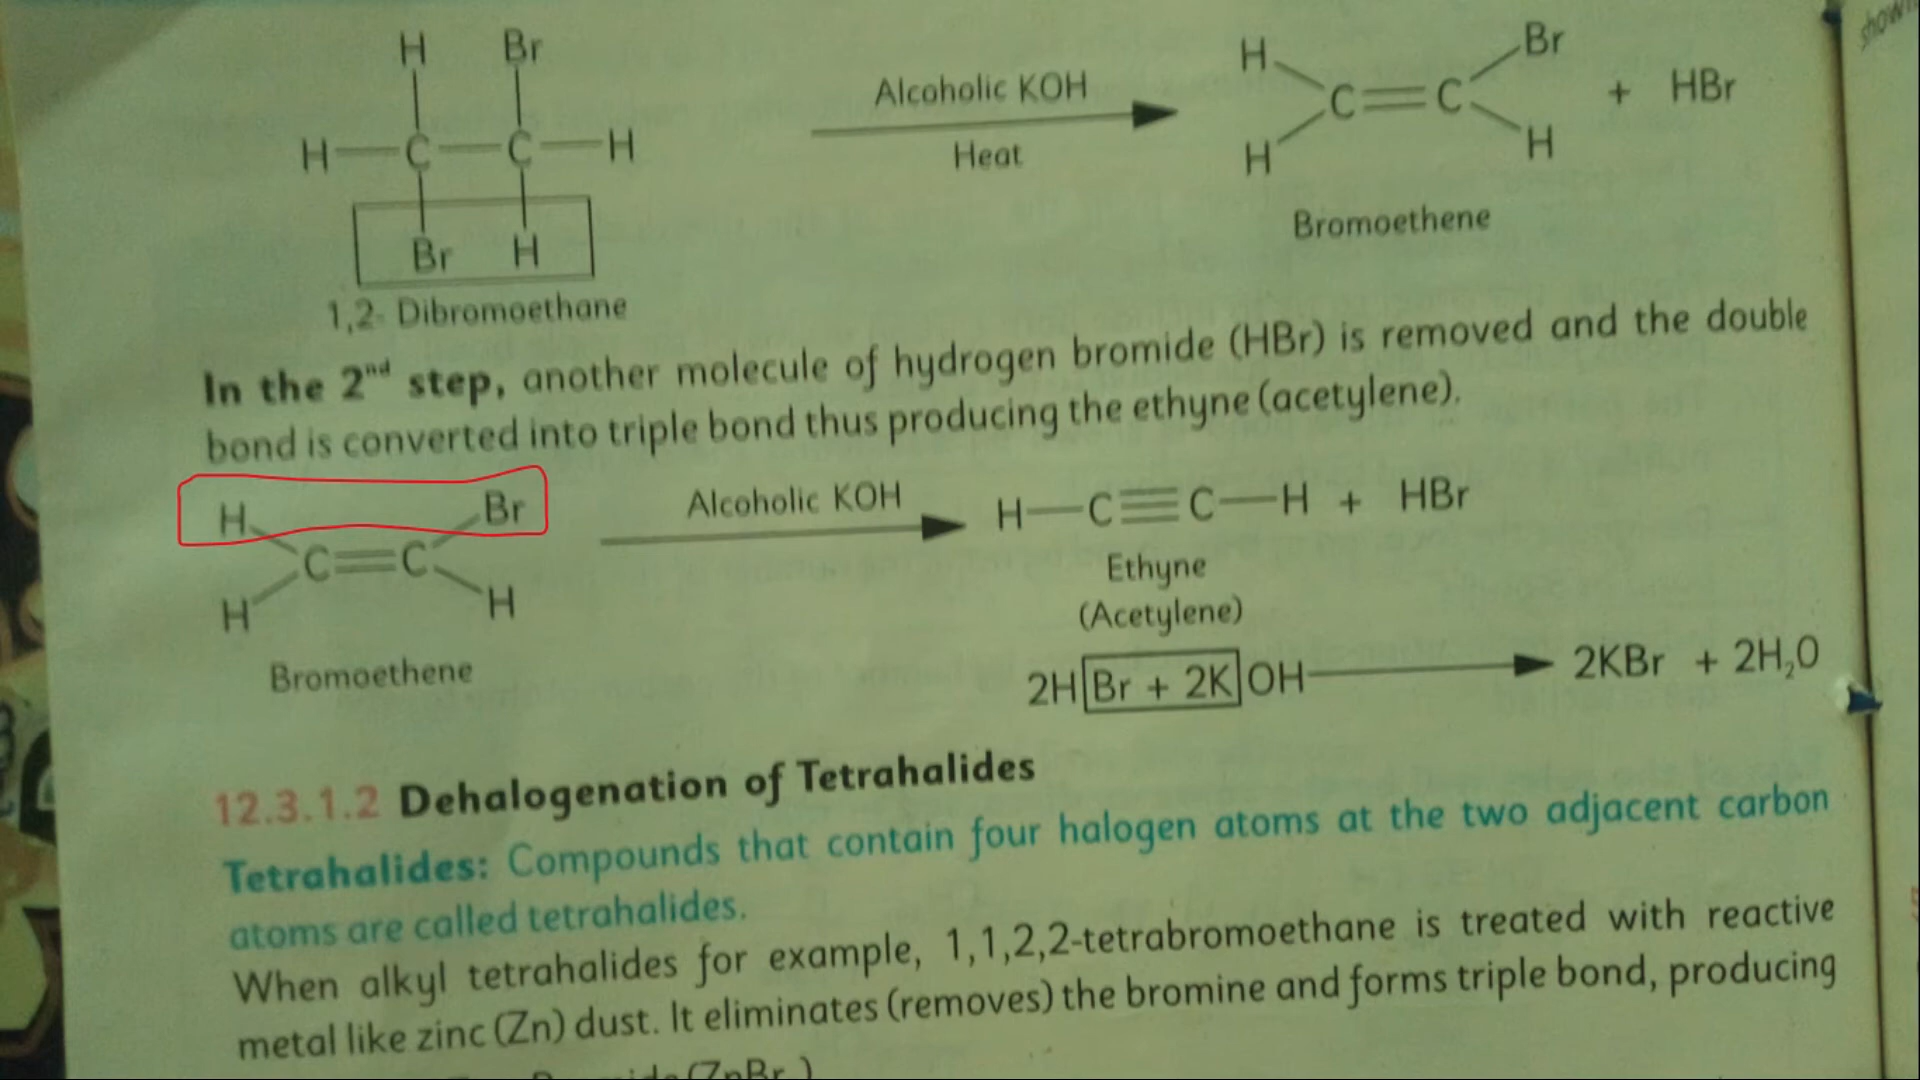 H Br
H—C—C—H
Br H
1,2- Dibromoethane
Alcoholic KOH
Heat
H Br
C=C + HBr
H H
Bromoethene
In the 2nd step, another molecule of hydrogen bromide (HBr) is removed and the double
bond is converted into triple bond thus producing the ethyne (acetylene).
H Br
C=C
H H
Bromoethene
Alcoholic KOH
H—C≡C—H + HBr
Ethyne
(Acetylene)
2HBr + 2KOH → 2KBr + 2H₂O
12.3.1.2 Dehalogenation of Tetrahalides
Tetrahalides: Compounds that contain four halogen atoms at the two adjacent carbon
atoms are called tetrahalides.
When alkyl tetrahalides for example, 1,1,2,2-tetrabromoethane is treated with reactive
metal like zinc (Zn) dust. It eliminates (removes) the bromine and forms triple bond, producing
(ZnBr